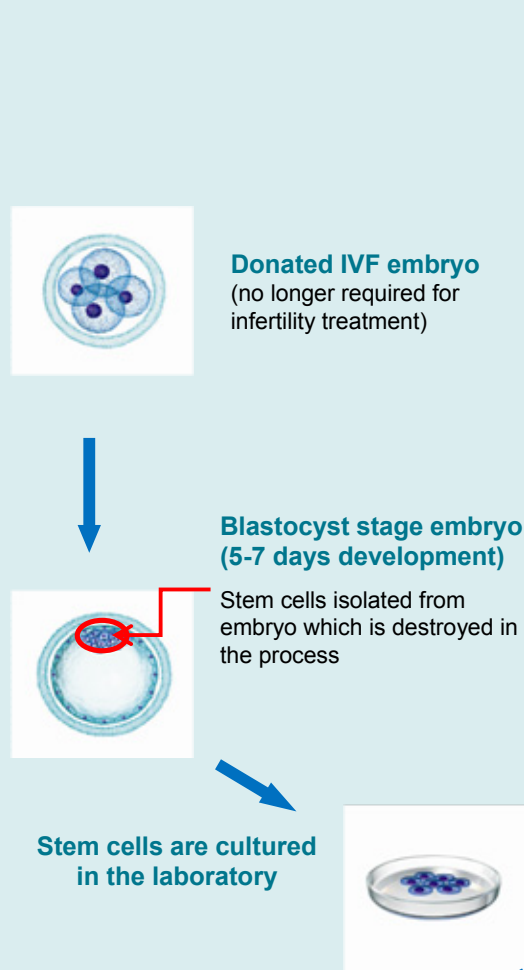 Donated IVF embryo
(no longer required for
infertility treatment)
Blastocyst stage embryo
(5-7 days development)
Stem cells isolated from
embryo which is destroyed in
the process
Stem cells are cultured
in the laboratory